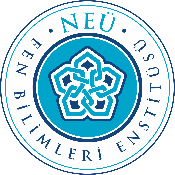 · NEÜ ·
FEN BİLİMLERİ ENSTİTÜSÜ